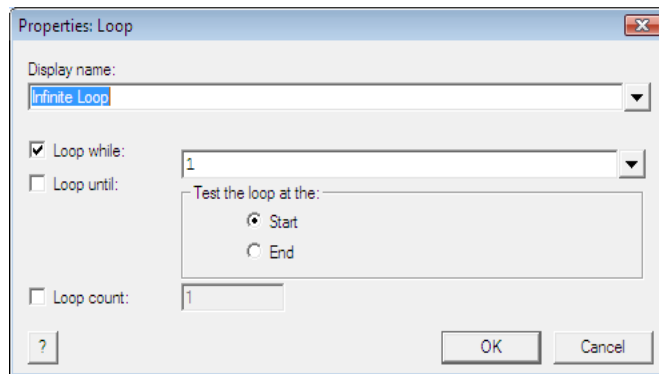 Properties: Loop
Display name:
Infinite Loop
Loop while:
1
Loop until:
Test the loop at the:
Start
End
Loop count:
1
?
OK
Cancel